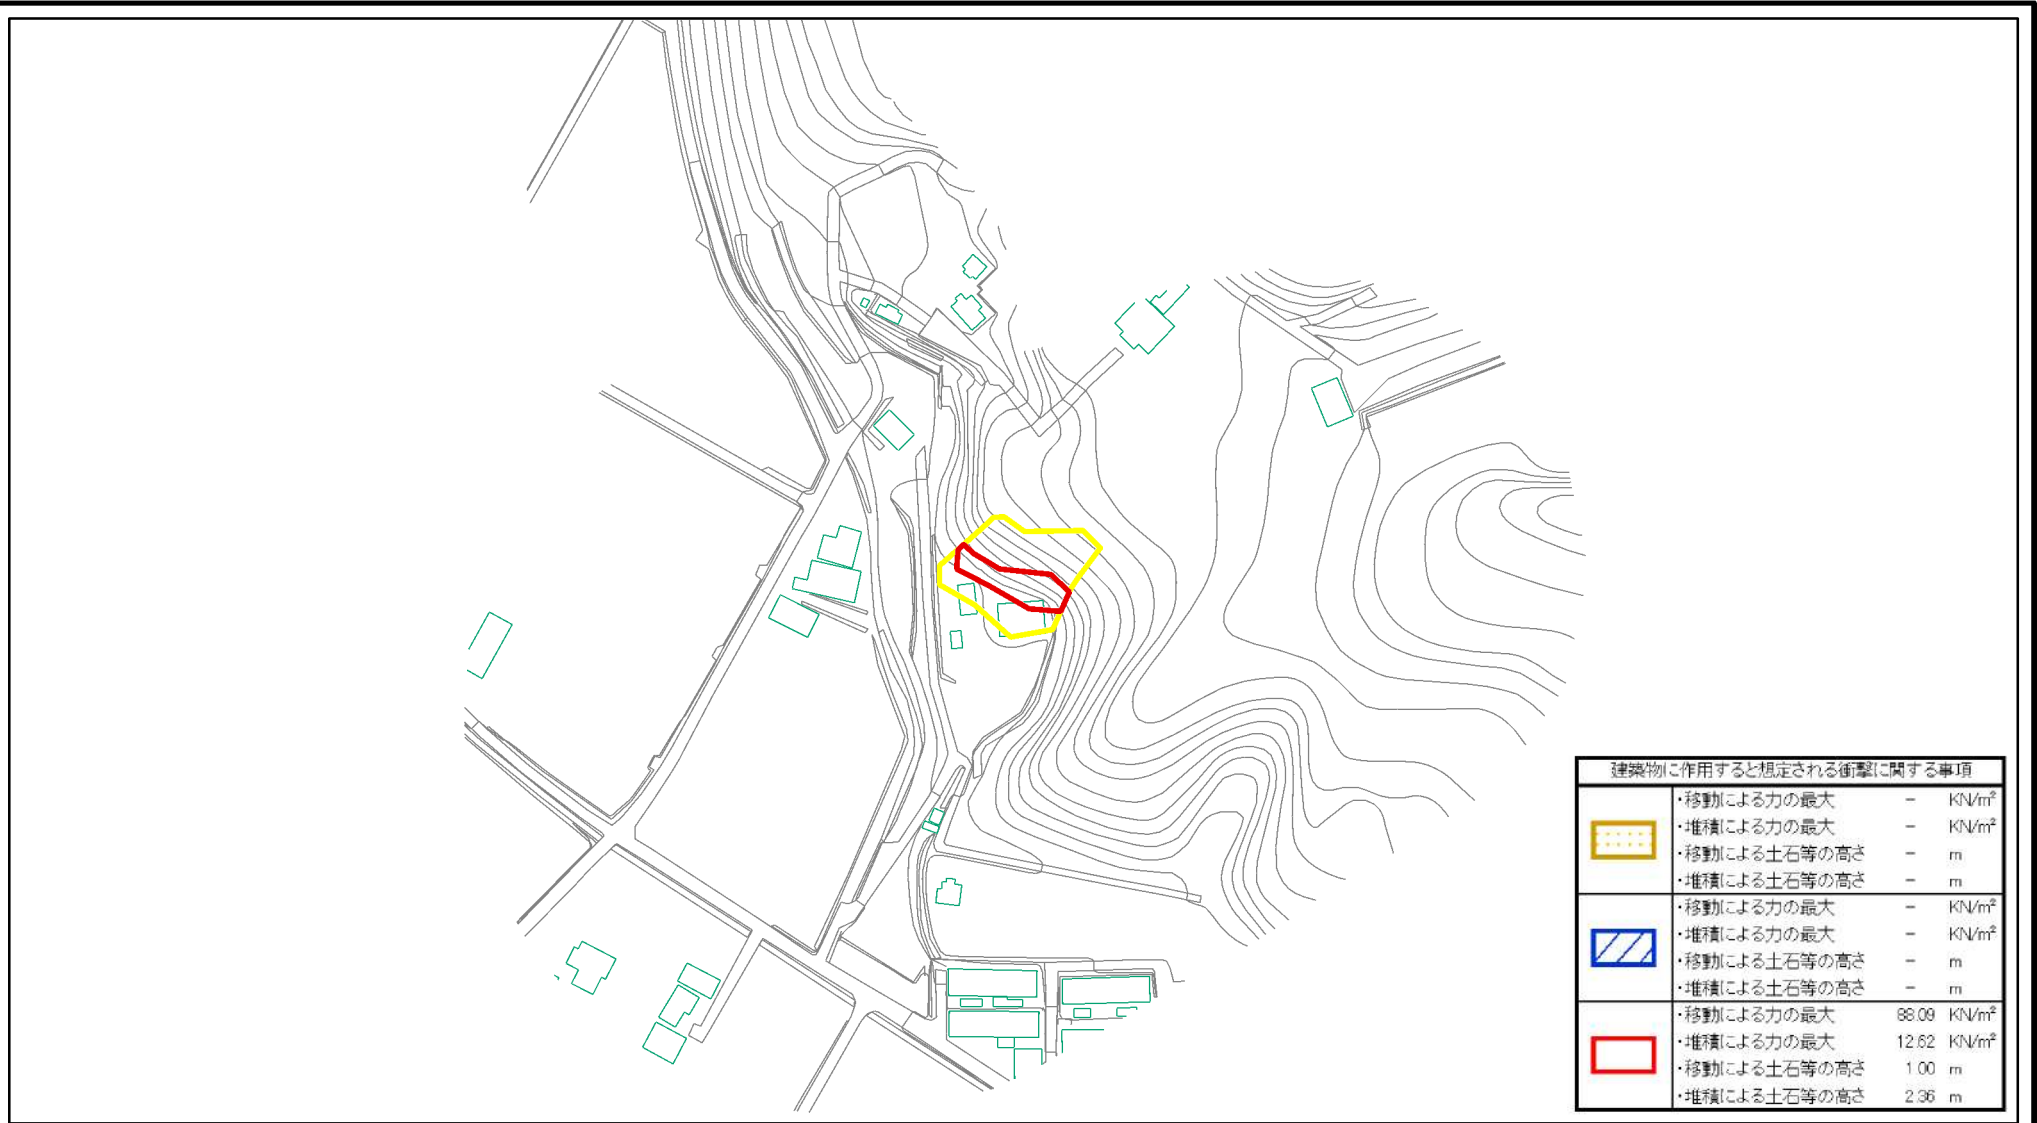 建築物に作用すると想定される衝撃に関する事項
・移動による力の最大 － KN/m²
・堆積による力の最大 － KN/m²
・移動による土石等の高さ － m
・堆積による土石等の高さ － m
・移動による力の最大 － KN/m²
・堆積による力の最大 － KN/m²
・移動による土石等の高さ － m
・堆積による土石等の高さ － m
・移動による力の最大 88.09 KN/m²
・堆積による力の最大 12.62 KN/m²
・移動による土石等の高さ 1.00 m
・堆積による土石等の高さ 2.36 m